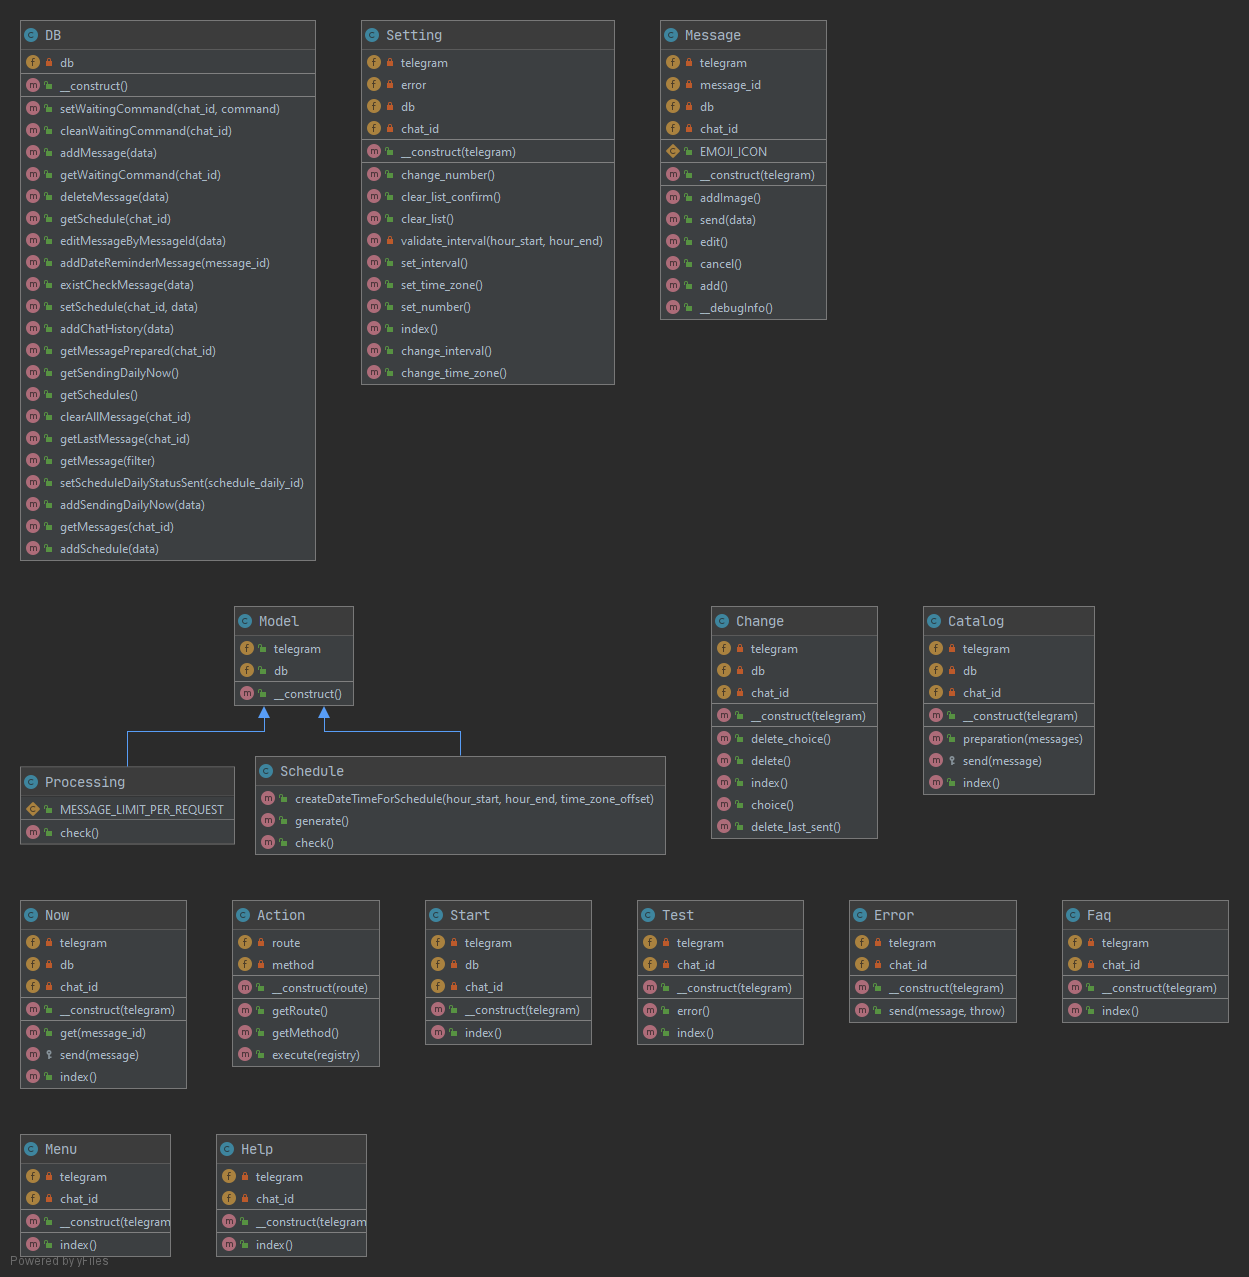 DB
db
__construct()
setWaitingCommand(chat_id, command)
cleanWaitingCommand(chat_id)
addMessage(data)
getWaitingCommand(chat_id)
deleteMessage(data)
getSchedule(chat_id)
editMessageByMessageId(data)
addDateReminderMessage(message_id)
existCheckMessage(data)
setSchedule(chat_id, data)
addChatHistory(data)
getMessagePrepared(chat_id)
getSendingDailyNow()
getSchedules()
clearAllMessage(chat_id)
getLastMessage(chat_id)
getMessage(filter)
setScheduleDailyStatusSent(schedule_daily_id)
addSendingDailyNow(data)
getMessages(chat_id)
addSchedule(data)
Setting
telegram
error
db
chat_id
__construct(telegram)
change_number()
clear_list_confirm()
clear_list()
validate_interval(hour_start, hour_end)
set_interval()
set_time_zone()
set_number()
index()
change_interval()
change_time_zone()
Message
telegram
message_id
db
chat_id
EMOJI_ICON
__construct(telegram)
addImage()
send(data)
edit()
cancel()
add()
__debugInfo()
Model
telegram
db
__construct()
Processing
MESSAGE_LIMIT_PER_REQUEST
check()
Schedule
createDateTimeForSchedule(hour_start, hour_end, time_zone_offset)
generate()
check()
Change
telegram
db
chat_id
__construct(telegram)
delete_choice()
delete()
index()
choice()
delete_last_sent()
Catalog
telegram
db
chat_id
__construct(telegram)
preparation(messages)
send(message)
index()
Now
telegram
db
chat_id
__construct(telegram)
get(message_id)
send(message)
index()
Action
route
method
__construct(route)
getRoute()
getMethod()
execute(registry)
Start
telegram
db
chat_id
__construct(telegram)
index()
Test
telegram
chat_id
__construct(telegram)
error()
index()
Error
telegram
chat_id
__construct(telegram)
send(message, throw)
Faq
telegram
chat_id
__construct(telegram)
index()
Menu
telegram
chat_id
__construct(telegram
index()
Help
telegram
chat_id
__construct(telegram
index()
Powered by yFiles